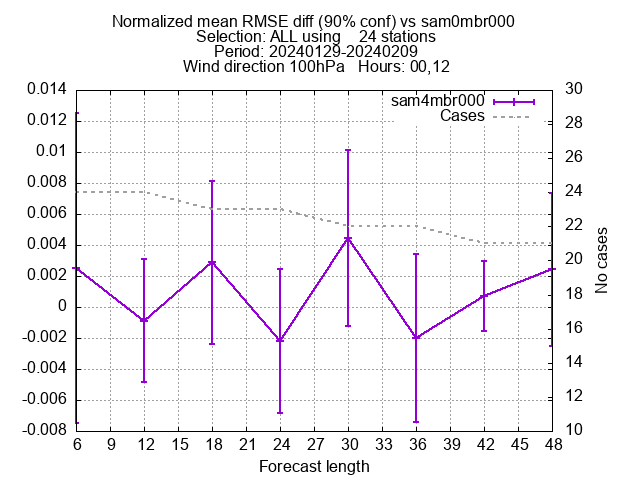 Normalized mean RMSE diff (90% conf) vs sam0mbr000
Selection: ALL using    24 stations
Period: 20240129-20240209
Wind direction 100hPa   Hours: 00,12
sam4mbr000
Cases
0.014
0.012
0.01
0.008
0.006
0.004
0.002
0
-0.002
-0.004
-0.006
-0.008
30
28
26
24
22
20
18
16
14
12
10
No cases
6 9 12 15 18 21 24 27 30 33 36 39 42 45 48
Forecast length